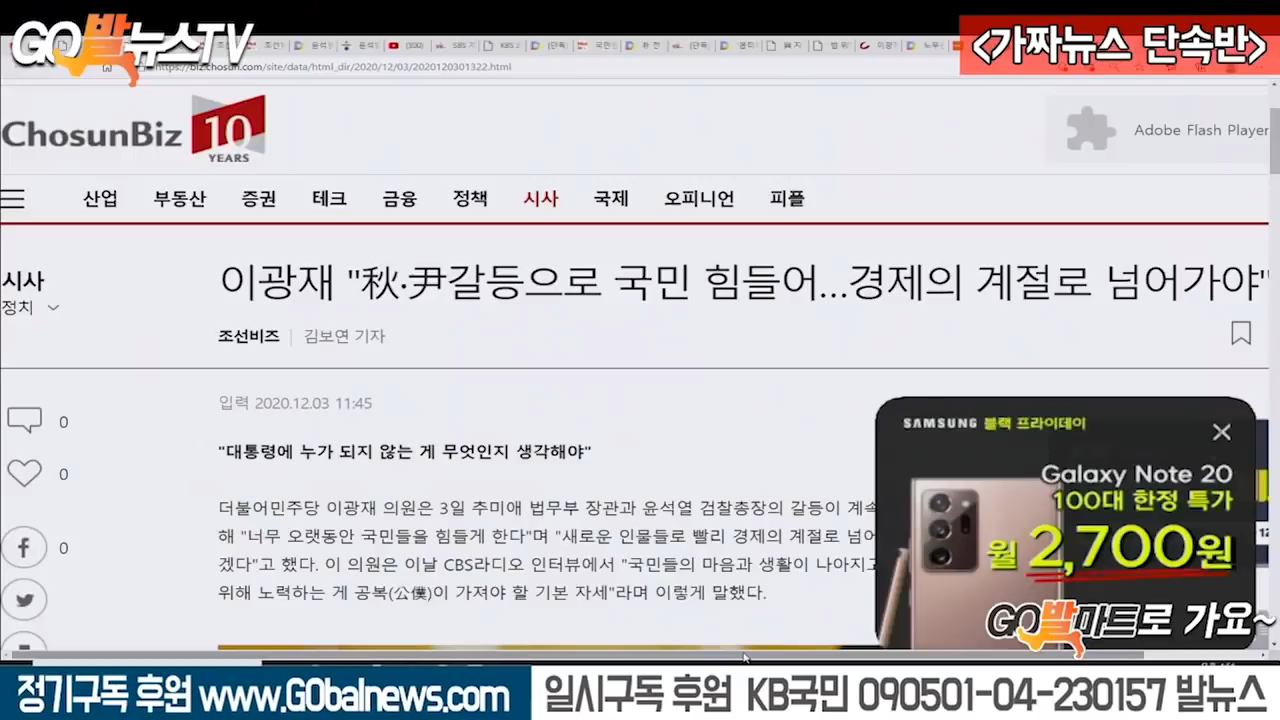 GO발뉴스TV
<가짜뉴스 단속반>
https://biz.chosun.com/site/data/html_dir/2020/12/03/2020120301322.html
ChosunBiz 10 YEARS
Adobe Flash Player
산업 부동산 증권 테크 금융 정책 시사 국제 오피니언 피플
시사
정치
이광재 "秋·尹갈등으로 국민 힘들어...경제의 계절로 넘어가야"
조선비즈 | 김보연 기자
입력 2020.12.03 11:45
0
0
0
"대통령에 누가 되지 않는 게 무엇인지 생각해야"
더불어민주당 이광재 의원은 3일 추미애 법무부 장관과 윤석열 검찰총장의 갈등이 계속
해 "너무 오랫동안 국민들을 힘들게 한다"며 "새로운 인물들로 빨리 경제의 계절로 넘어
겠다"고 했다. 이 의원은 이날 CBS라디오 인터뷰에서 "국민들의 마음과 생활이 나아지
위해 노력하는 게 공복(公僕)이 가져야 할 기본 자세"라며 이렇게 말했다.
SAMSUNG 블랙 프라이데이
Galaxy Note 20
100대 한정 특가
월 2,700원
GO발마트로 가요~
정기구독 후원 www.GObalnews.com
일시구독 후원 KB국민 090501-04-230157 발뉴스